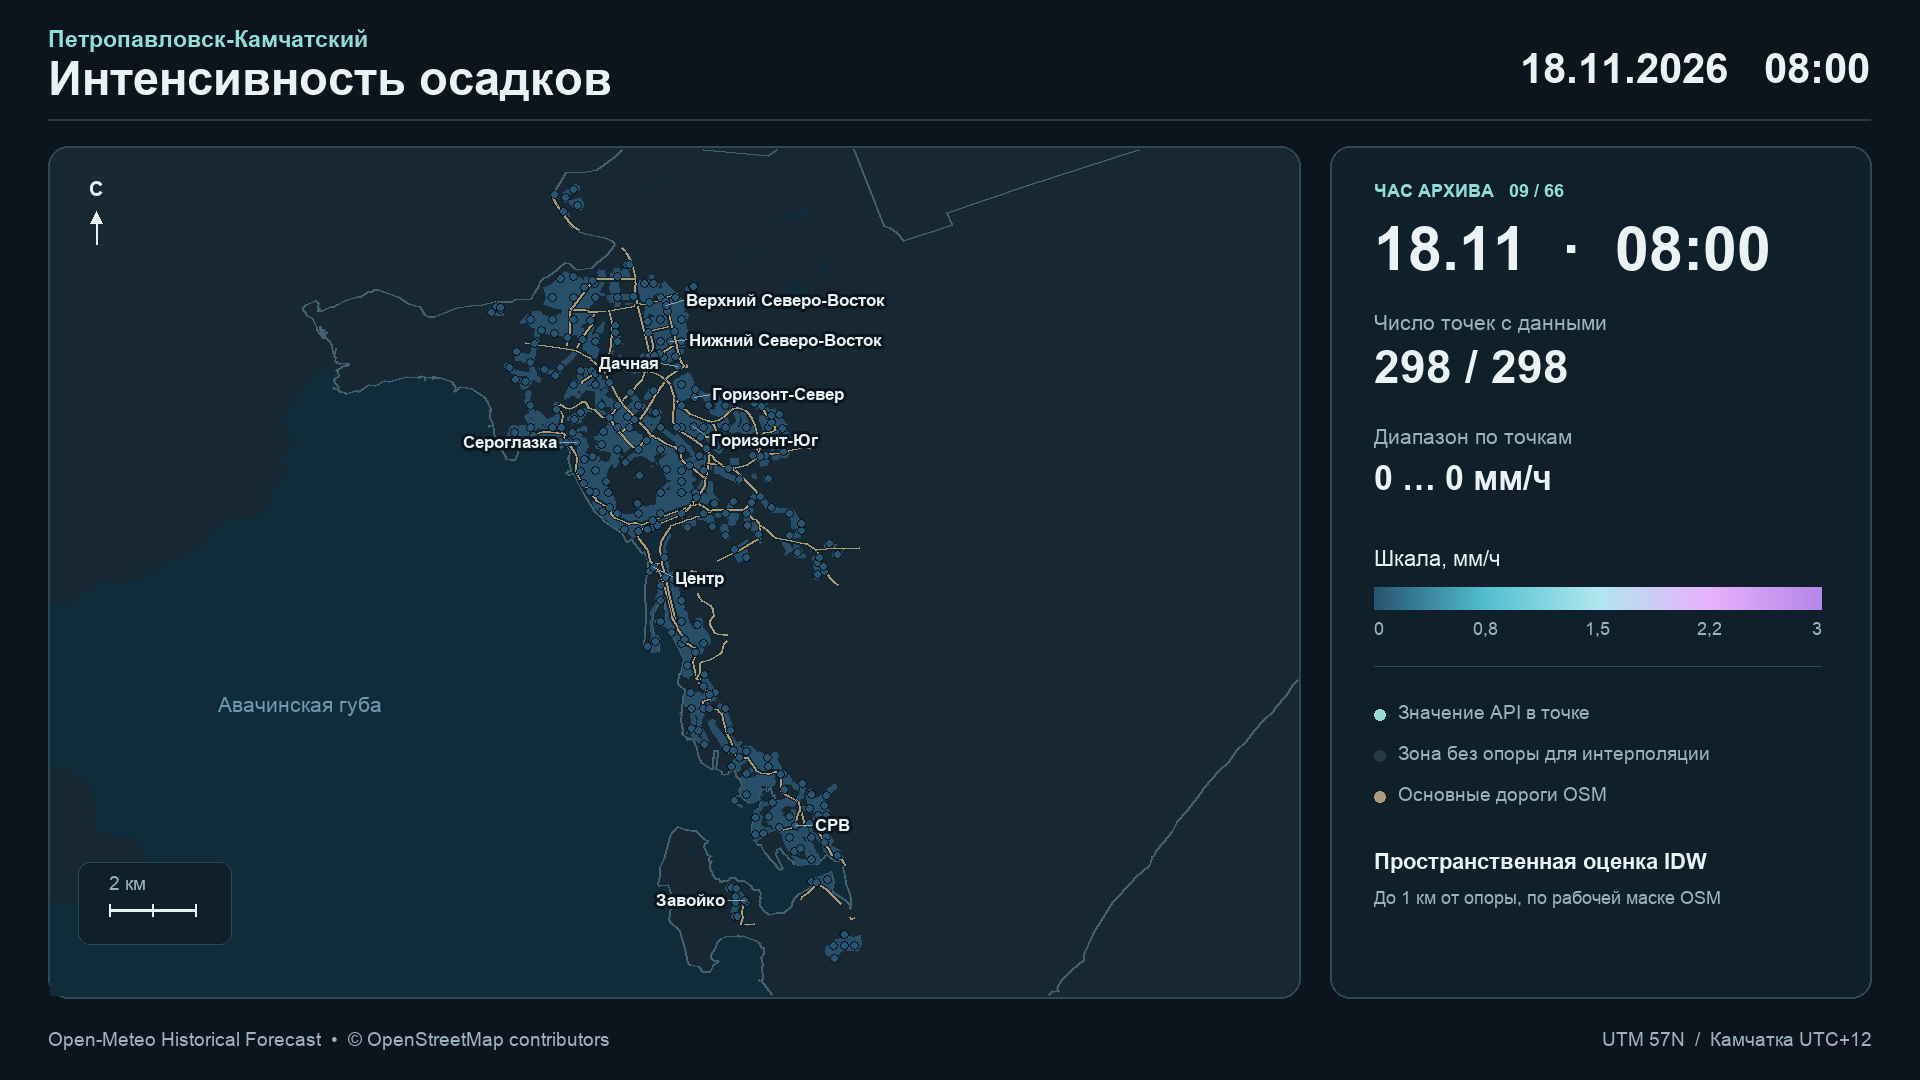 Петропавловск-Камчатский
Интенсивность осадков
18.11.2026 08:00
С
Верхний Северо-Восток
Нижний Северо-Восток
Дачная
Горизонт-Север
Горизонт-Юг
Сероглазка
Центр
Авачинская губа
СРВ
Завойко
2 км
ЧАС АРХИВА 09 / 66
18.11 · 08:00
Число точек с данными
298 / 298
Диапазон по точкам
0 … 0 мм/ч
Шкала, мм/ч
0 0,8 1,5 2,2 3
Значение API в точке
Зона без опоры для интерполяции
Основные дороги OSM
Пространственная оценка IDW
До 1 км от опоры, по рабочей маске OSM
Open-Meteo Historical Forecast • © OpenStreetMap contributors
UTM 57N / Камчатка UTC+12